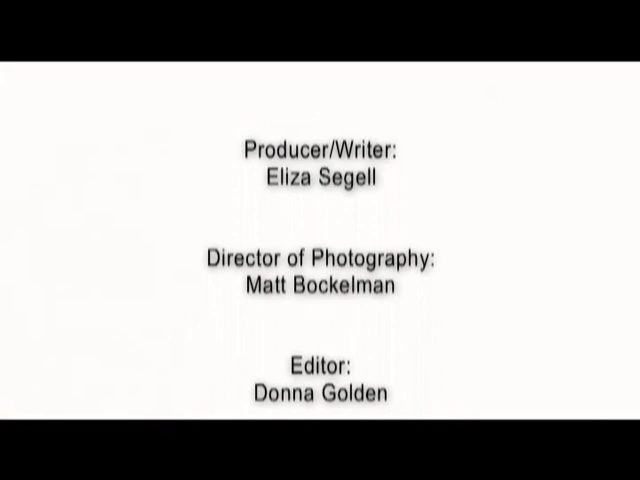 Producer/Writer:
Eliza Segell
Director of Photography:
Matt Bockelman
Editor:
Donna Golden